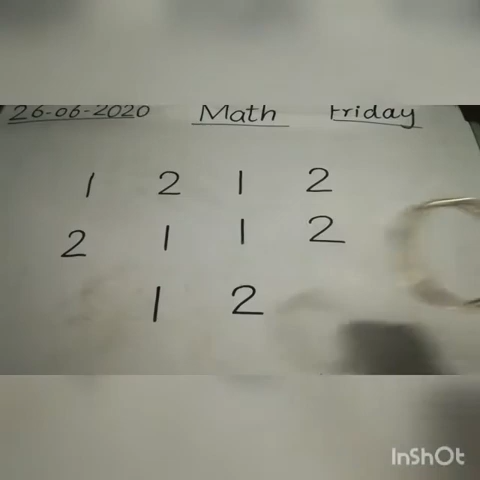 26-06-2020 Math Friday
1 2 1 2
2 1 1 2
1 2
InShOt